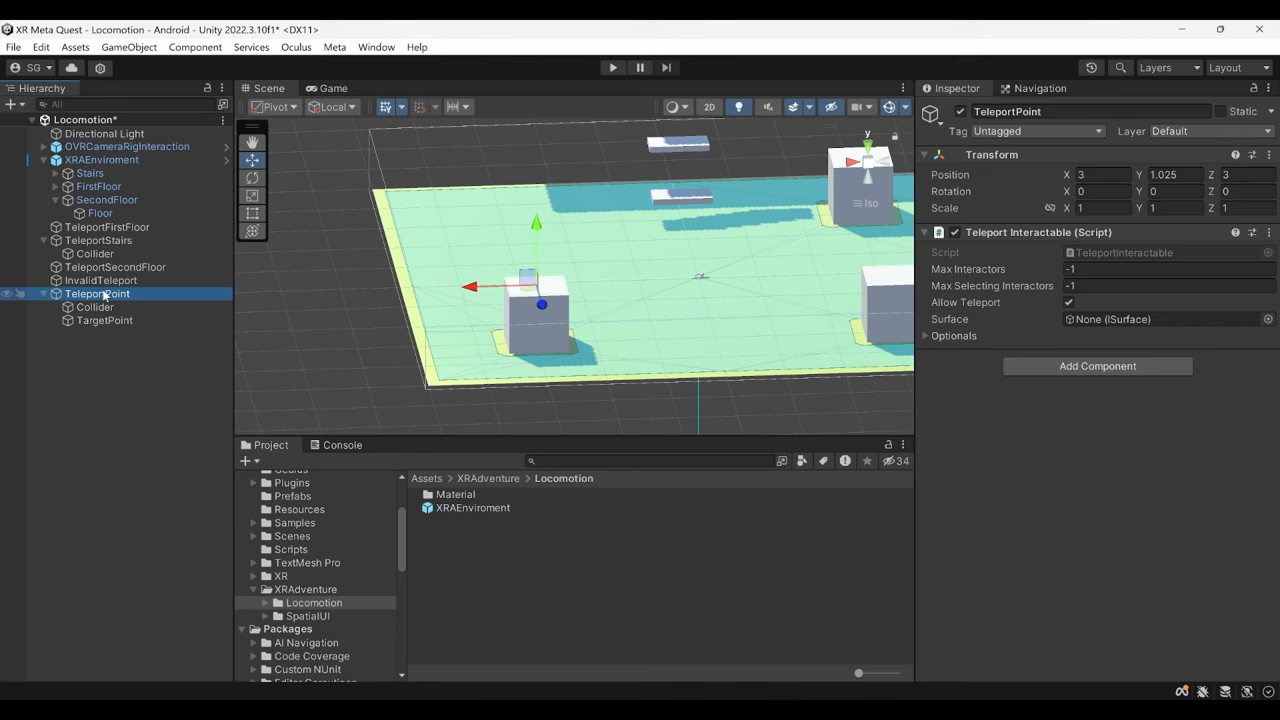 XR Meta Quest - Locomotion - Android - Unity 2022.3.10f1* <DX11>
File Edit Assets GameObject Component Services Oculus Meta Window Help
SG Layers Layout
Hierarchy Scene Game Inspector Navigation
All Pivot Local 2D
TeleportPoint Static
Tag Untagged Layer Default
Locomotion*
Directional Light
OVRCameraRigInteraction
XRAEnviroment
Stairs
FirstFloor
SecondFloor
Floor
TeleportFirstFloor
TeleportStairs
Collider
TeleportSecondFloor
InvalidTeleport
TeleportPoint
Collider
TargetPoint
y
Iso
Transform
Position X 3 Y 1.025 Z 3
Rotation X 0 Y 0 Z 0
Scale X 1 Y 1 Z 1
Teleport Interactable (Script)
Script TeleportInteractable
Max Interactors -1
Max Selecting Interactors -1
Allow Teleport
Surface None (ISurface)
Optionals
Add Component
Project Console
34
Oculus
Plugins
Prefabs
Resources
Samples
Scenes
Scripts
TextMesh Pro
XR
XRAdventure
Locomotion
SpatialUI
Packages
AI Navigation
Code Coverage
Custom NUnit
Editor Coroutines
Assets > XRAdventure > Locomotion
Material
XRAEnviroment